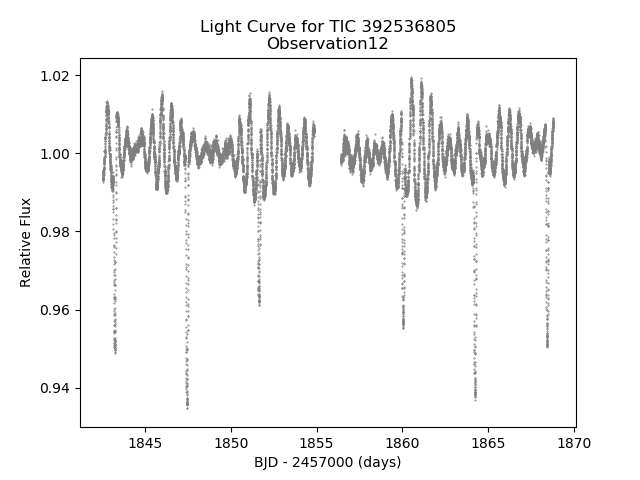 Light Curve for TIC 392536805
Observation12
1.02
1.00
0.98
0.96
0.94
Relative Flux
1845
1850
1855
1860
1865
1870
BJD - 2457000 (days)